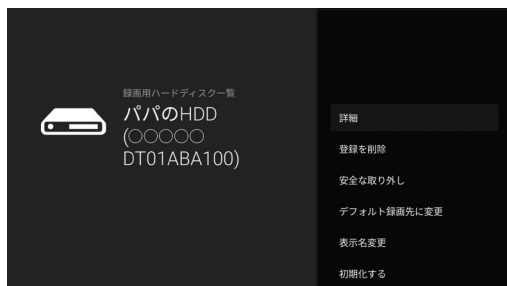 録画用ハードディスク一覧
パパのHDD
(○○○○○
DT01ABA100)
詳細
登録を削除
安全な取り外し
デフォルト録画先に変更
表示名変更
初期化する